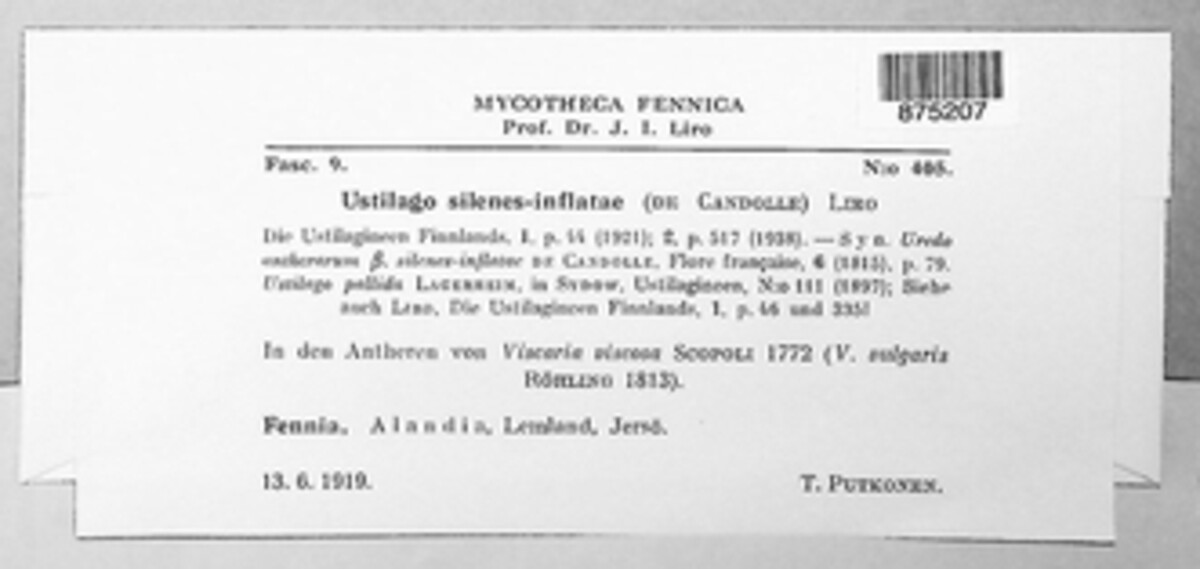 875207
MYCOTHECA FENNICA
Prof. Dr. J. I. Liro
Fasc. 9. N:o 405.
Ustilago silenes-inflatae (DE CANDOLLE) LIRO
Die Ustilagineen Finnlands, 1, p. 44 (1921); 2, p. 517 (1938). — Syn. Uredo
antherarum β. silenes-inflatae DE CANDOLLE, Flore française, 6 (1815), p. 79.
Ustilago pallida LAGERHEIM, in SYDOW, Ustilagineen, N:o 111 (1897); Siehe
auch LIRO, Die Ustilagineen Finnlands, 1, p. 46 und
In den Antheren von Viscaria viscosa SCOPOLI 1772 (V. vulgaris
RÖHLING 1813).
Fennia, Alandia, Lemland, Jersö.
13. 6. 1919. T. PUTKONEN.